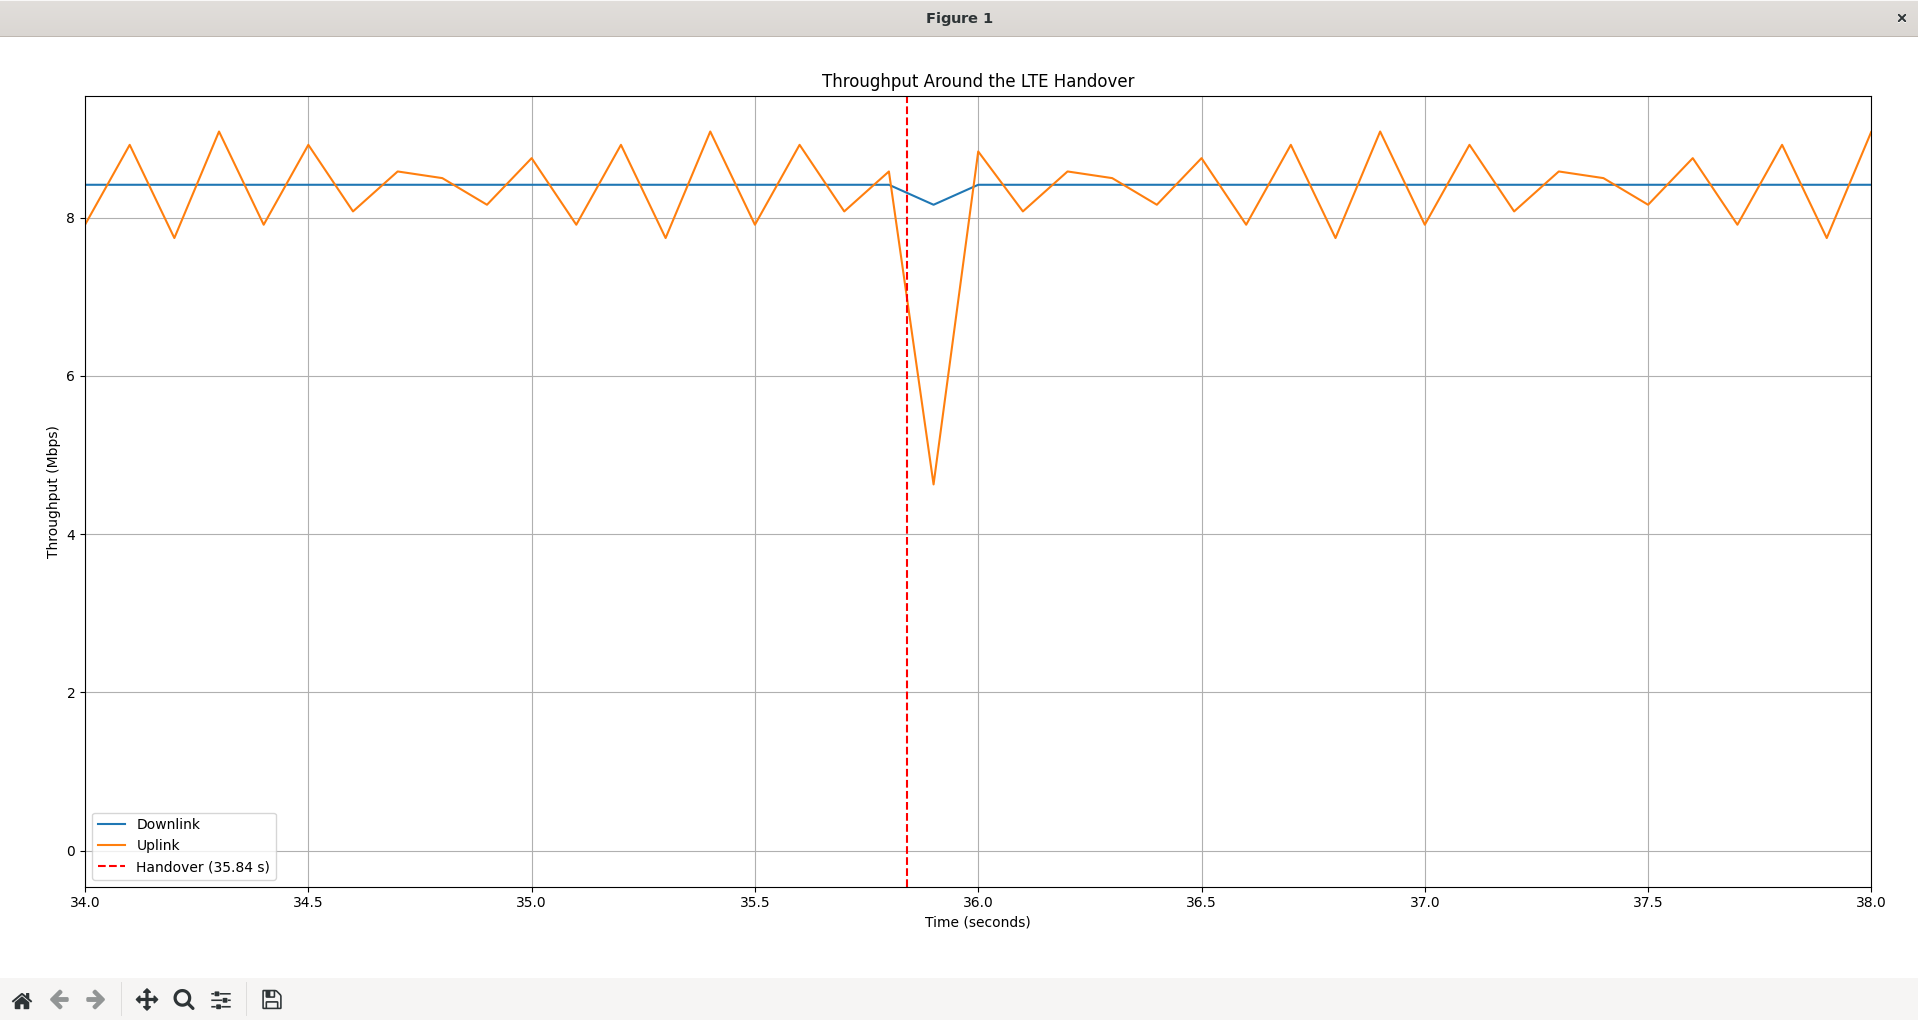 Figure 1
×
Throughput Around the LTE Handover
Throughput (Mbps)
8
6
4
2
0
Downlink
Uplink
Handover (35.84 s)
34.0
34.5
35.0
35.5
36.0
36.5
37.0
37.5
38.0
Time (seconds)